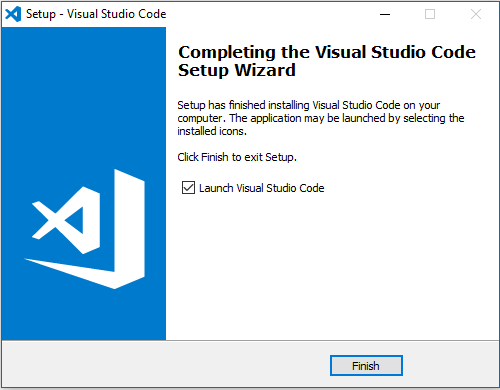 Setup - Visual Studio Code
Completing the Visual Studio Code
Setup Wizard
Setup has finished installing Visual Studio Code on your
computer. The application may be launched by selecting the
installed icons.
Click Finish to exit Setup.
Launch Visual Studio Code
Finish